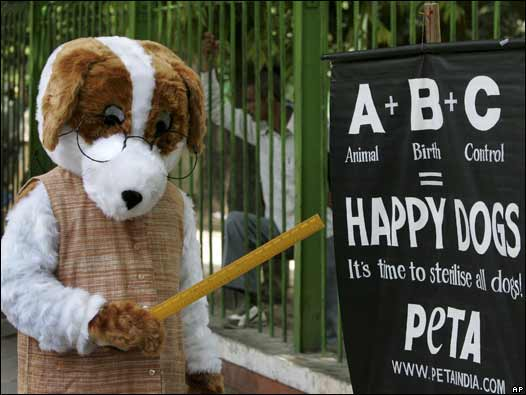 A + B + C
Animal Birth Control
=
HAPPY DOGS
It's time to sterilise all dogs!
PeTA
WWW.PETAINDIA.COM
AP